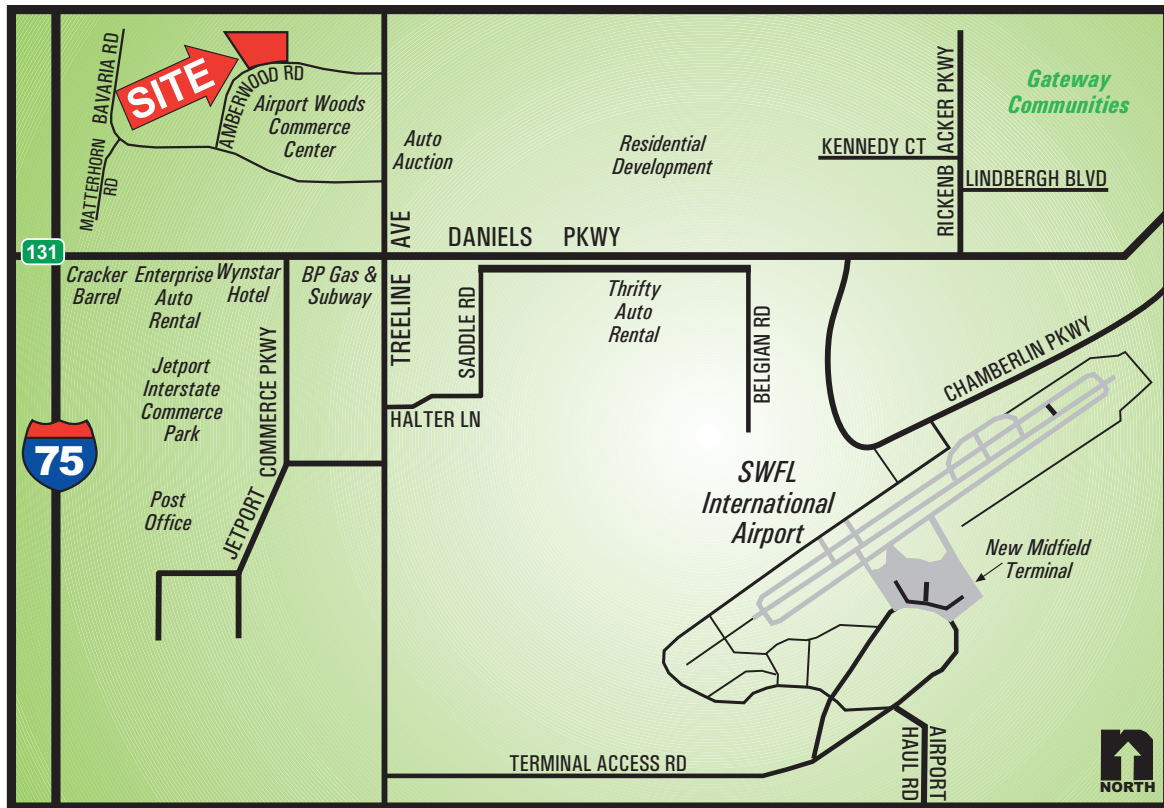 BAVARIA RD
MATTERHORN
RD
SITE
AMBERWOOD RD
Airport Woods
Commerce
Center
Auto
Auction
Residential
Development
KENNEDY CT
RICKENB ACKER PKWY
LINDBERGH BLVD
Gateway
Communities
131
TREELINE AVE
DANIELS PKWY
Cracker
Barrel
Enterprise
Auto
Rental
Wynstar
Hotel
BP Gas &
Subway
SADDLE RD
Thrifty
Auto
Rental
BELGIAN RD
CHAMBERLIN PKWY
Jetport
Interstate
Commerce
Park
JETPORT COMMERCE PKWY
HALTER LN
75
Post
Office
SWFL
International
Airport
New Midfield
Terminal
TERMINAL ACCESS RD
AIRPORT
HAUL RD
n
NORTH